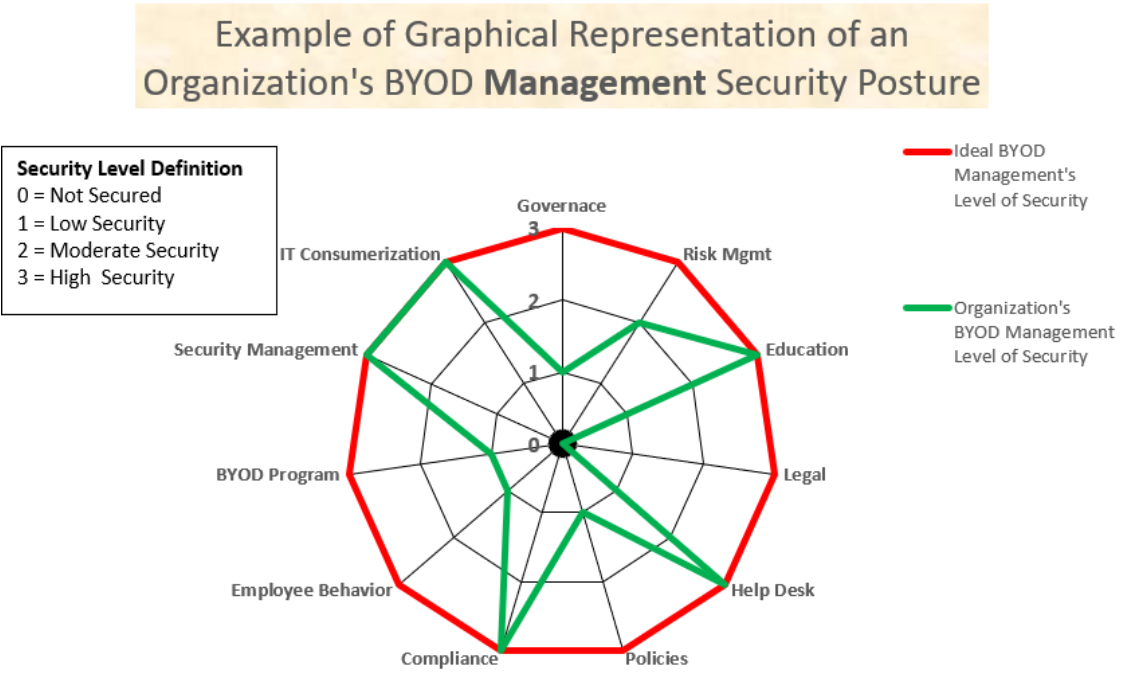 Example of Graphical Representation of an
Organization's BYOD Management Security Posture
Security Level Definition
0 = Not Secured
1 = Low Security
2 = Moderate Security
3 = High  Security
Ideal BYOD
Management's
Level of Security
Organization's
BYOD Management
Level of Security
Governace
3
IT Consumerization
Risk Mgmt
2
Security Management
Education
1
0
BYOD Program
Legal
Employee Behavior
Help Desk
Compliance
Policies